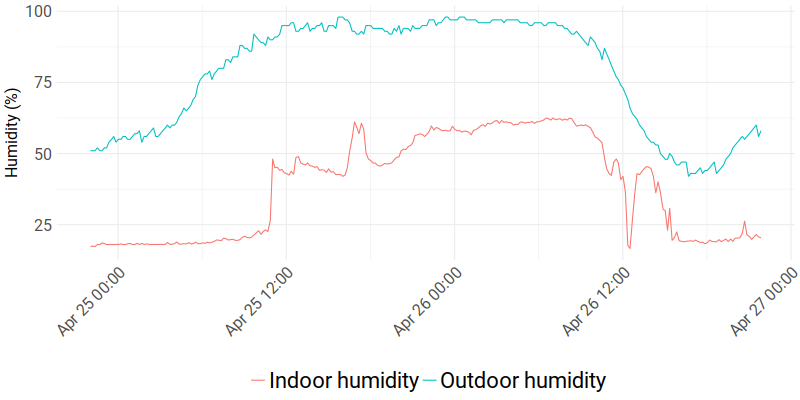 100
75
50
25
Humidity (%)
Apr 25 00:00
Apr 25 12:00
Apr 26 00:00
Apr 26 12:00
Apr 27 00:00
Indoor humidity
Outdoor humidity